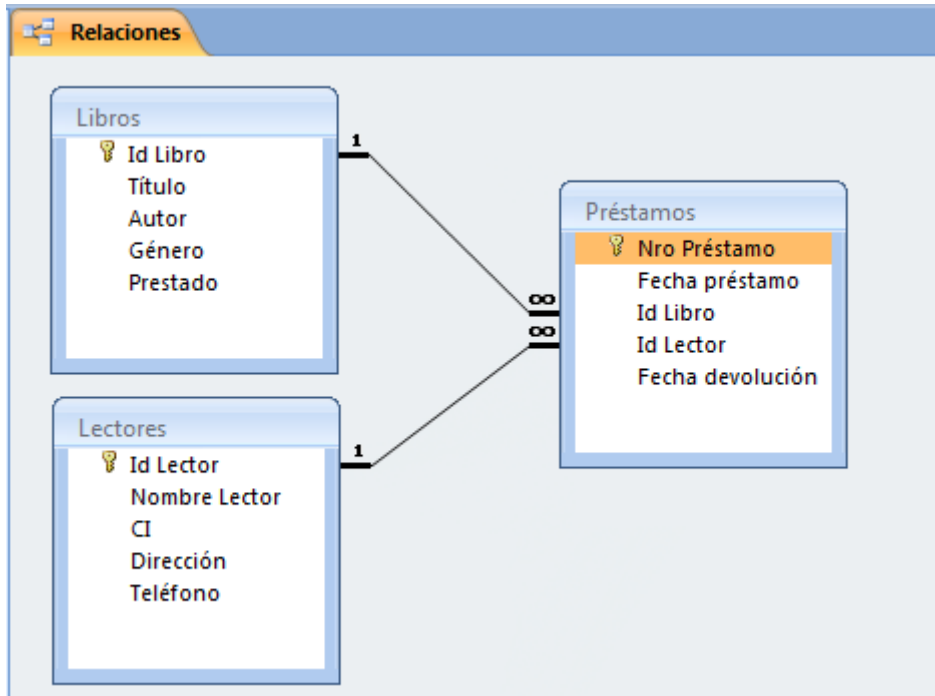 Relaciones
Libros
Id Libro
Título
Autor
Género
Prestado
1
Préstamos
Nro Préstamo
Fecha préstamo
Id Libro
Id Lector
Fecha devolución
∞
∞
Lectores
Id Lector
Nombre Lector
CI
Dirección
Teléfono
1